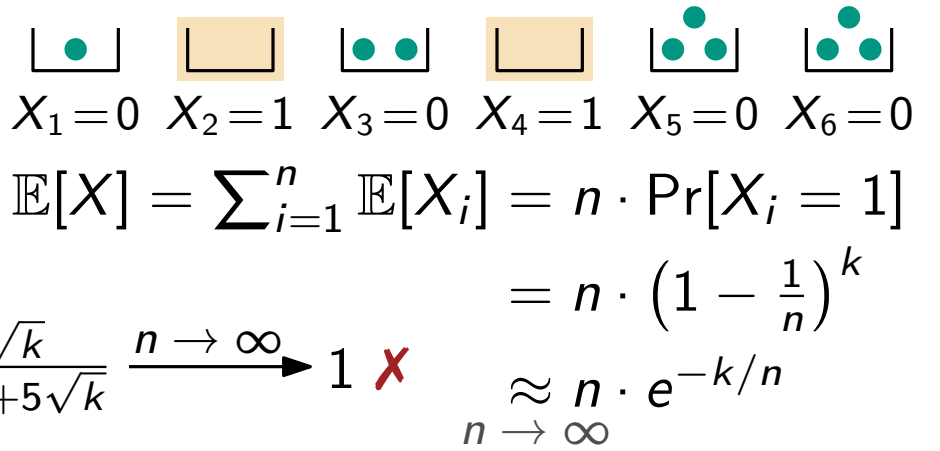 X₁=0 X₂=1 X₃=0 X₄=1 X₅=0 X₆=0
𝔼[X] = ∑ⁿᵢ₌₁ 𝔼[Xᵢ] = n · Pr[Xᵢ = 1]
= n · (1 − 1/n)^k
√k / +5√k n → ∞ 1 ✗
≈ n · e^{−k/n}
n → ∞